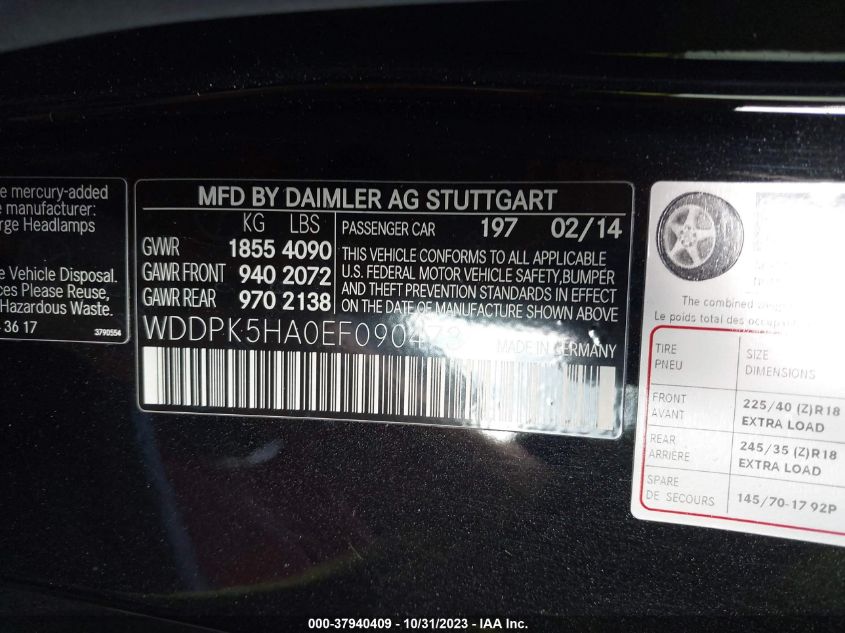 e mercury-added
e manufacturer:
rge Headlamps
e Vehicle Disposal.
ces Please Reuse,
Hazardous Waste.
3 6 17
3790554
MFD BY DAIMLER AG STUTTGART
KG LBS
GVWR 1855 4090
GAWR FRONT 940 2072
GAWR REAR 970 2138
PASSENGER CAR 197 02/14
THIS VEHICLE CONFORMS TO ALL APPLICABLE
U.S. FEDERAL MOTOR VEHICLE SAFETY, BUMPER
AND THEFT PREVENTION STANDARDS IN EFFECT
ON THE DATE OF MANUFACTURE SHOWN ABOVE
WDDPK5HA0EF090473
MADE IN GERMANY
The combined
Le poids total des
TIRE
PNEU
SIZE
DIMENSIONS
FRONT
AVANT
225/40 (Z)R18
EXTRA LOAD
REAR
ARRIÈRE
245/35 (Z)R18
EXTRA LOAD
SPARE
DE SECOURS
145/70-17 92P
000-37940409 - 10/31/2023 - IAA Inc.